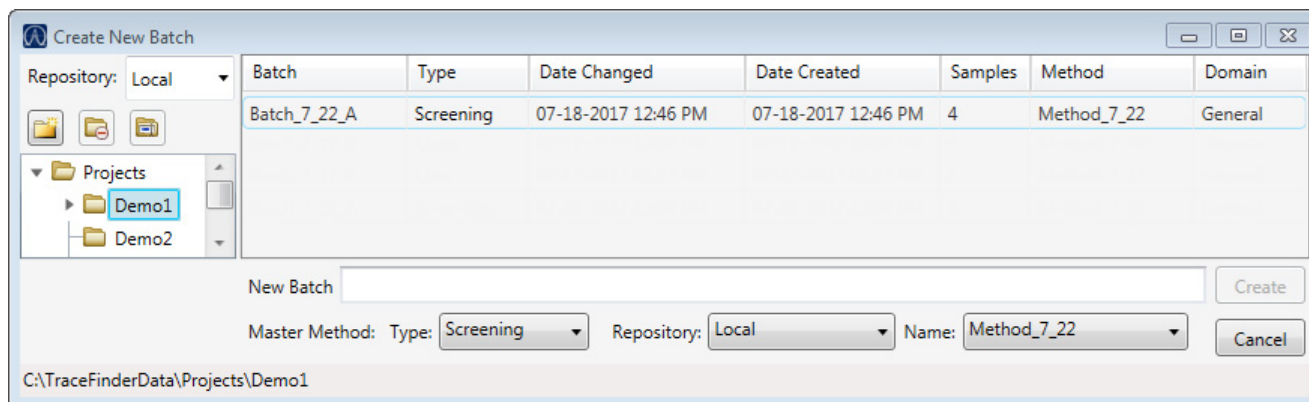 Create New Batch
Repository: Local
Batch Type Date Changed Date Created Samples Method Domain
Batch_7_22_A Screening 07-18-2017 12:46 PM 07-18-2017 12:46 PM 4 Method_7_22 General
Projects
Demo1
Demo2
New Batch Create
Master Method: Type: Screening Repository: Local Name: Method_7_22 Cancel
C:\TraceFinderData\Projects\Demo1